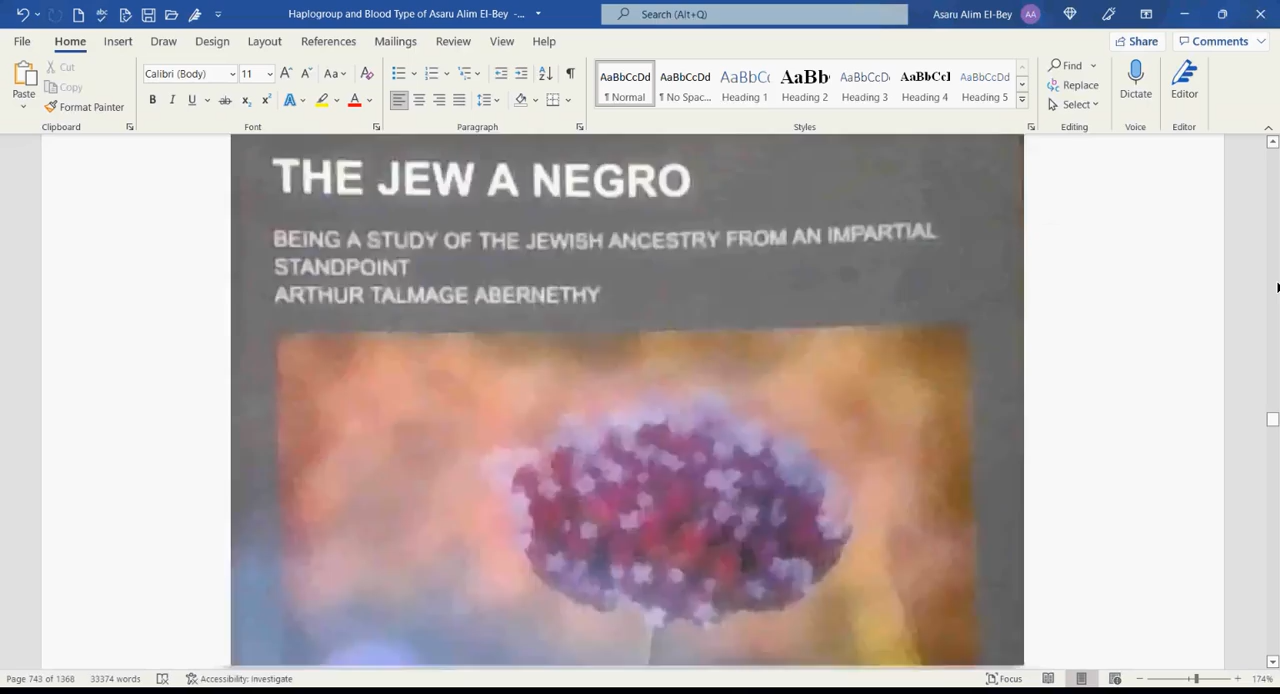 Haplogroup and Blood Type of Asaru Alim El-Bey -...
Search (Alt+Q)
Asaru Alim El-Bey
AA
File
Home
Insert
Draw
Design
Layout
References
Mailings
Review
View
Help
Share
Comments
Paste
Cut
Copy
Format Painter
Clipboard
Calibri (Body)
11
Font
Paragraph
AaBbCcDd
¶ Normal
AaBbCcDd
¶ No Spac...
AaBbCc
Heading 1
AaBb
Heading 2
AaBbCcDd
Heading 3
AaBbCcI
Heading 4
AaBbCcDd
Heading 5
Styles
Find
Replace
Select
Editing
Dictate
Voice
Editor
Editor
THE JEW A NEGRO
BEING A STUDY OF THE JEWISH ANCESTRY FROM AN IMPARTIAL
STANDPOINT
ARTHUR TALMAGE ABERNETHY
Page 743 of 1368
33374 words
Accessibility: Investigate
Focus
174%